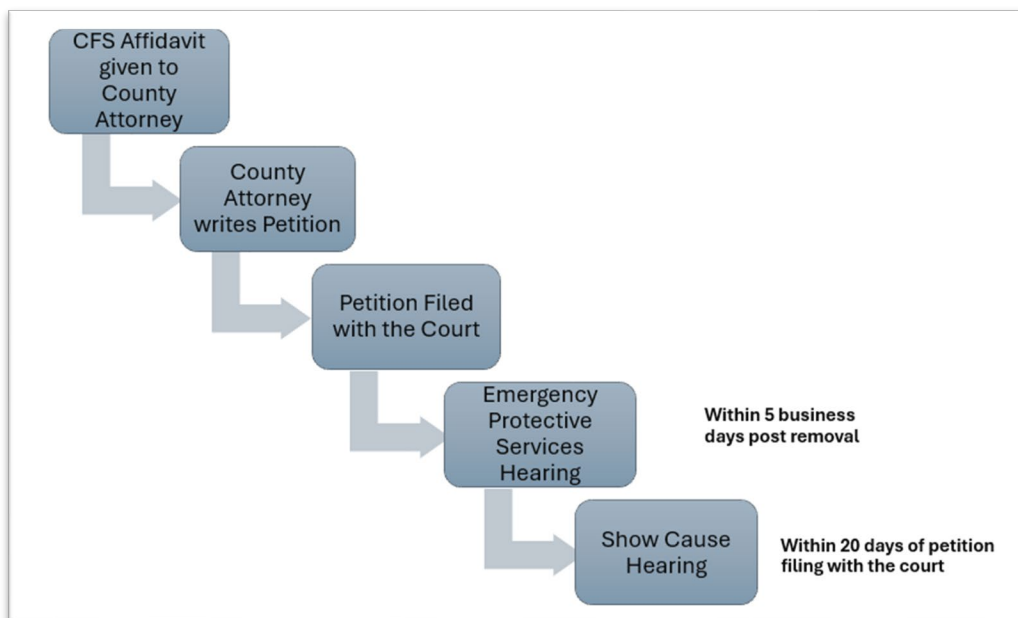 CFS Affidavit
given to
County
Attorney
County
Attorney
writes Petition
Petition Filed
with the Court
Emergency
Protective
Services
Hearing
Within 5 business
days post removal
Show Cause
Hearing
Within 20 days of petition
filing with the court